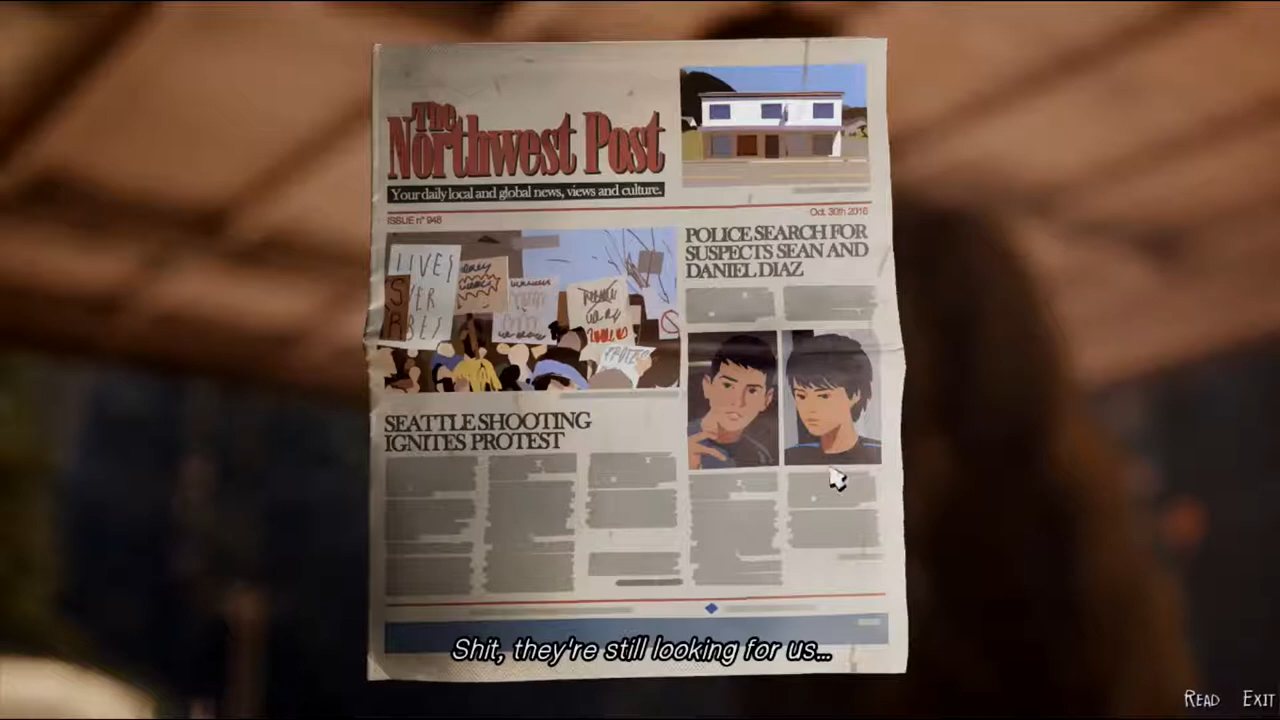 The
Northwest Post
Your daily local and global news, views and culture.
ISSUE n° 948
Oct. 30th 2016
POLICE SEARCH FOR
SUSPECTS SEAN AND
DANIEL DIAZ
LIVES
SEATTLE SHOOTING
IGNITES PROTEST
Shit, they're still looking for us...
READ EXIT